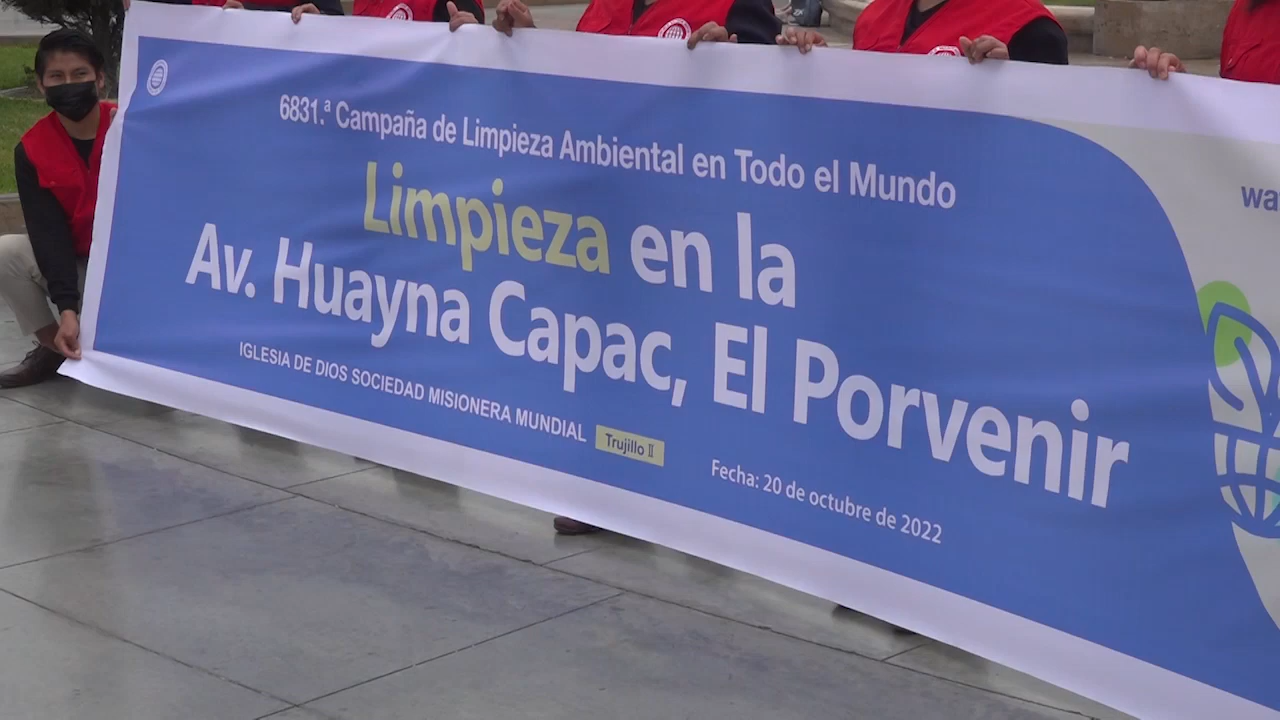 6831.ª Campaña de Limpieza Ambiental en Todo el Mundo
Limpieza en la
Av. Huayna Capac, El Porvenir
IGLESIA DE DIOS SOCIEDAD MISIONERA MUNDIAL Trujillo Ⅱ
Fecha: 20 de octubre de 2022